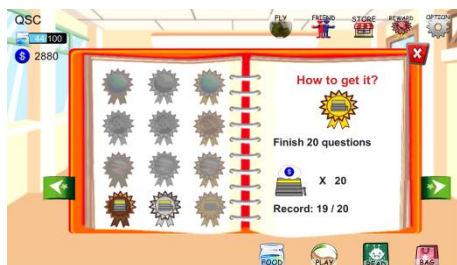 QSC
FLY
FRIEND
STORE
REWARD
OPTION
44/100
$ 2880
X
How to get it?
Finish 20 questions
$
X 20
Record: 19 / 20
FOOD
PLAY
READ
BAG